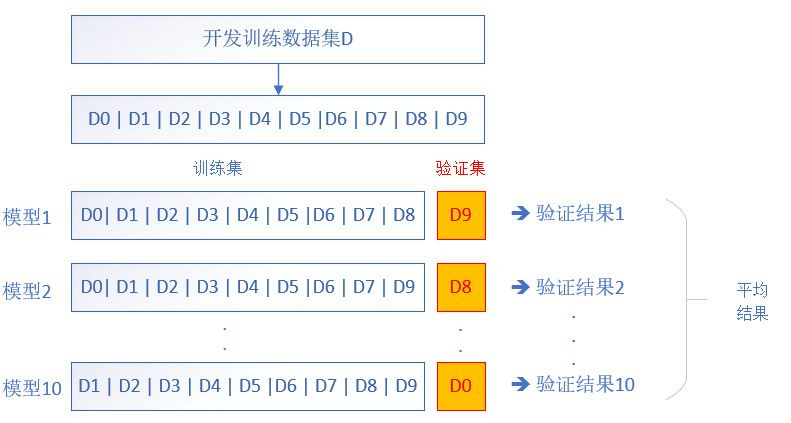 开发训练数据集D
D0 | D1 | D2 | D3 | D4 | D5 |D6 | D7 | D8 | D9
训练集 验证集
模型1 D0| D1 | D2 | D3 | D4 | D5 |D6 | D7 | D8 D9 ➔ 验证结果1
模型2 D0| D1 | D2 | D3 | D4 | D5 |D6 | D7 | D9 D8 ➔ 验证结果2
平均
结果
模型10 D1 | D2 | D3 | D4 | D5 |D6 | D7 | D8 | D9 D0 ➔ 验证结果10